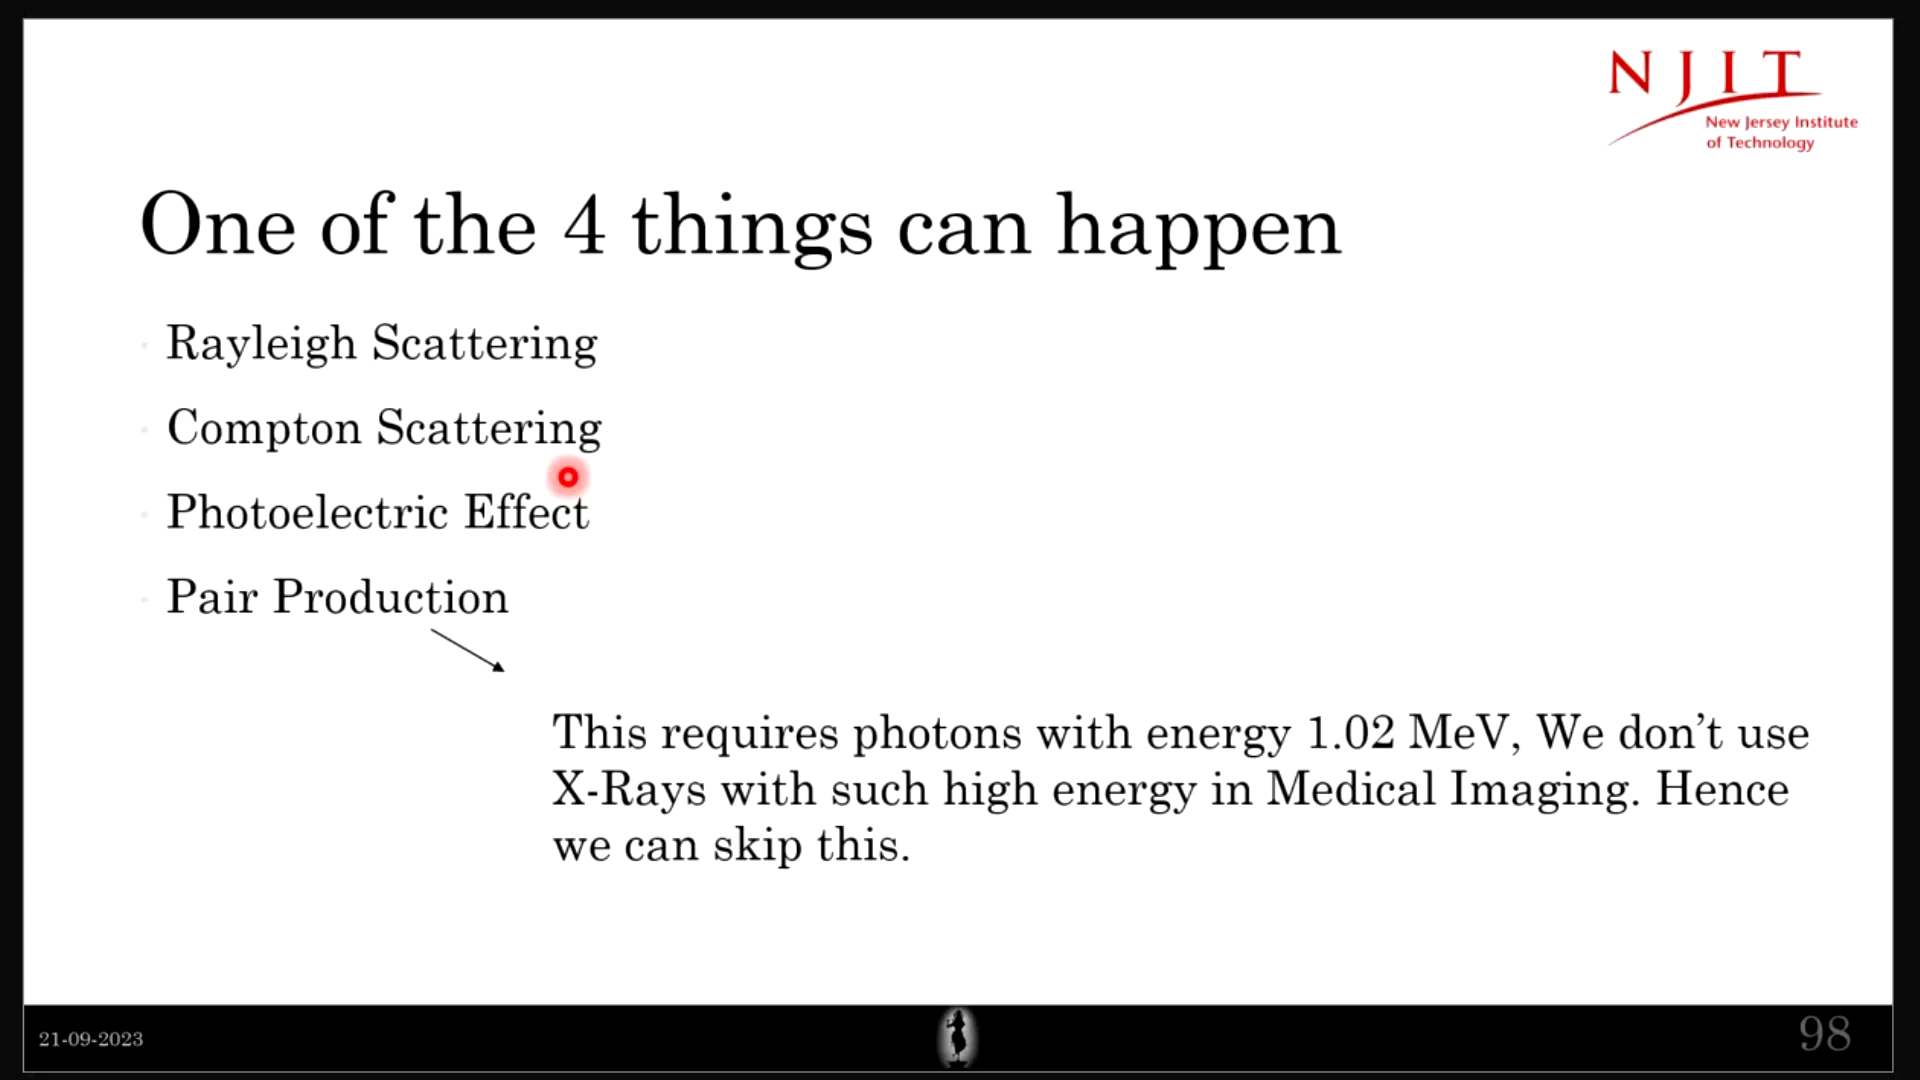 NJIT
New Jersey Institute
of Technology
One of the 4 things can happen
Rayleigh Scattering
Compton Scattering
Photoelectric Effect
Pair Production
This requires photons with energy 1.02 MeV, We don’t use
X-Rays with such high energy in Medical Imaging. Hence
we can skip this.
21-09-2023
98